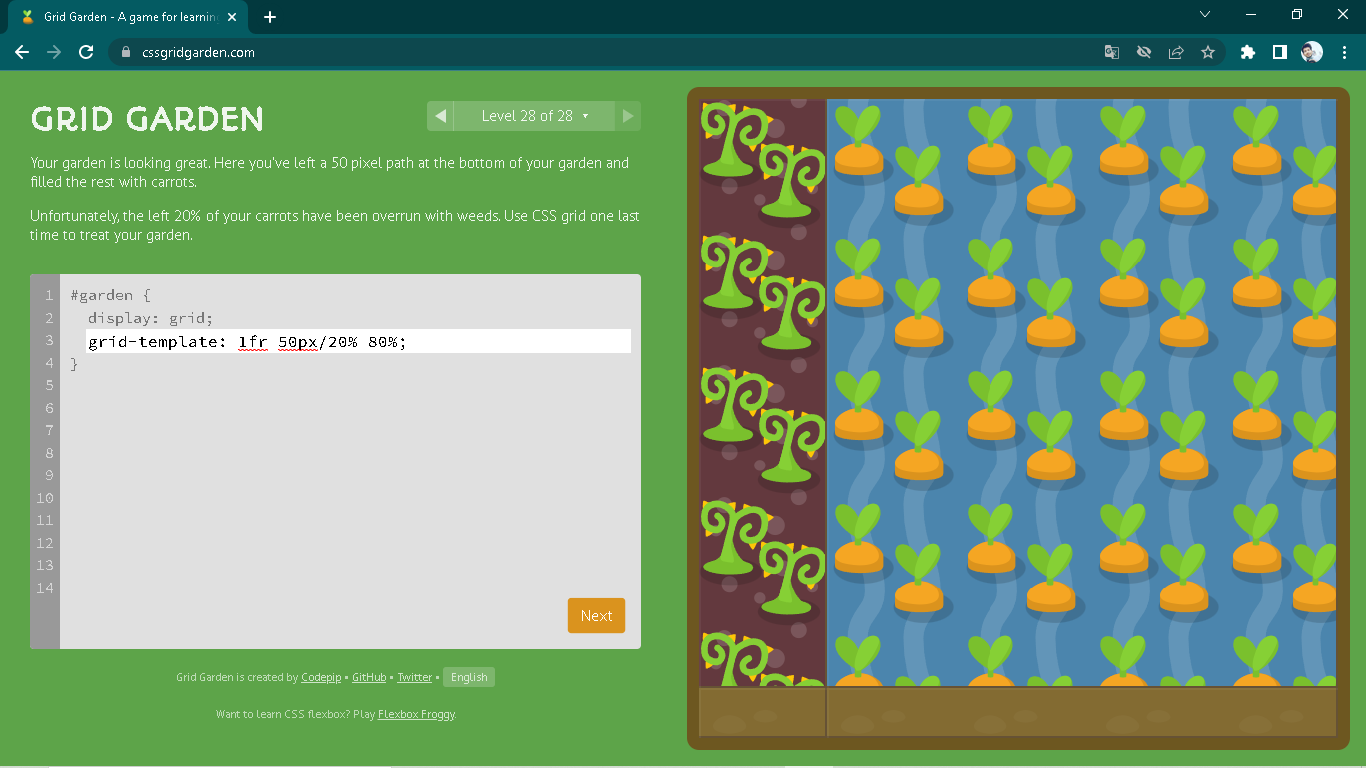 Grid Garden - A game for learnin
cssgridgarden.com
GRID GARDEN
Level 28 of 28
Your garden is looking great. Here you've left a 50 pixel path at the bottom of your garden and
filled the rest with carrots.
Unfortunately, the left 20% of your carrots have been overrun with weeds. Use CSS grid one last
time to treat your garden.
1 #garden {
2 display: grid;
3 grid-template: 1fr 50px/20% 80%;
4 }
5
6
7
8
9
10
11
12
13
14
Next
Grid Garden is created by Codepip • GitHub • Twitter • English
Want to learn CSS flexbox? Play Flexbox Froggy.